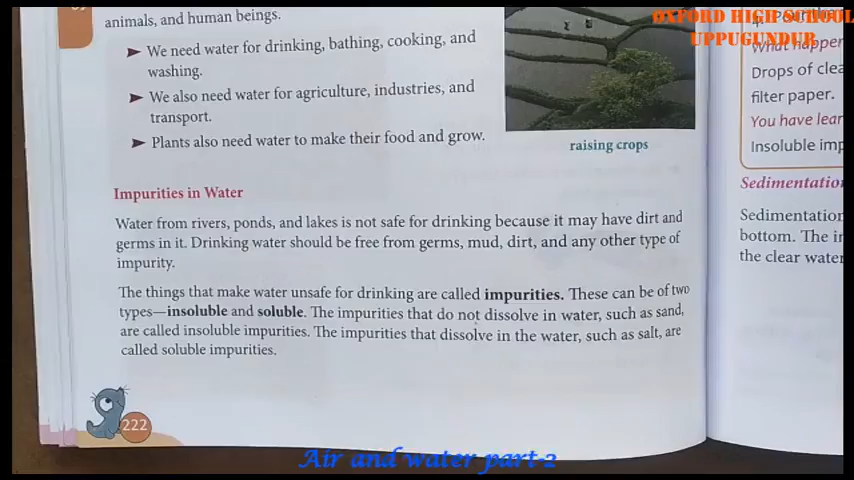 OXFORD HIGH SCHOOL
UPPUGUNDUR
animals, and human beings.
➤ We need water for drinking, bathing, cooking, and
washing.
➤ We also need water for agriculture, industries, and
transport.
➤ Plants also need water to make their food and grow.
raising crops
Impurities in Water
Water from rivers, ponds, and lakes is not safe for drinking because it may have dirt and
germs in it. Drinking water should be free from germs, mud, dirt, and any other type of
impurity.
The things that make water unsafe for drinking are called impurities. These can be of two
types—insoluble and soluble. The impurities that do not dissolve in water, such as sand,
are called insoluble impurities. The impurities that dissolve in the water, such as salt, are
called soluble impurities.
222
What happen
Drops of clea
filter paper.
You have lear
Insoluble imp
Sedimentatio
Sedimentation
bottom. The i
the clear water
Air and water part-2